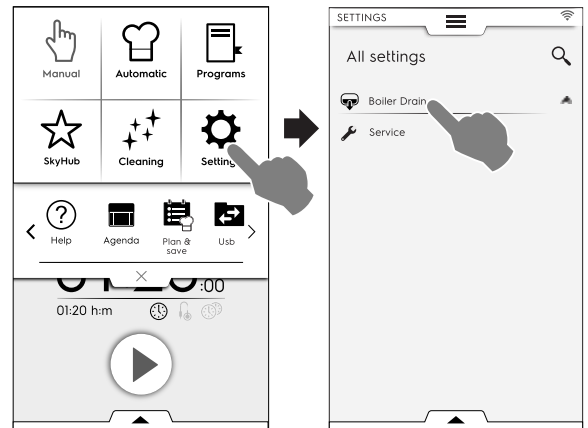 Manual Automatic Programs
SkyHub Cleaning Setting
Help Agenda Plan & save Usb
:00
01:20 h:m
SETTINGS
All settings
Boiler Drain
Service